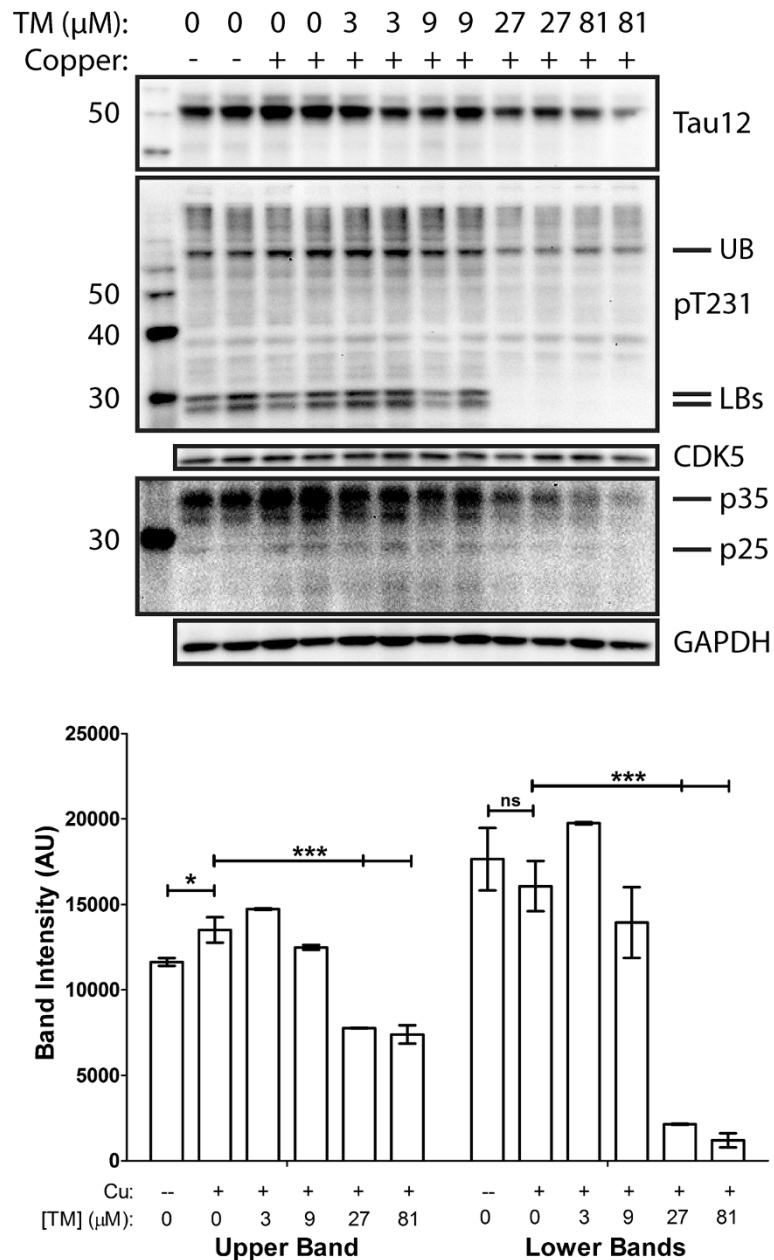 TM (μM): 0 0 0 0 3 3 9 9 27 27 81 81
Copper: - - + + + + + + + + + +
50
Tau12
UB
50
pT231
40
30
LBs
CDK5
p35
30
p25
GAPDH
25000
20000
15000
10000
5000
0
Band Intensity (AU)
*
***
ns
***
Cu: -- + + + + + -- + + + + +
[TM] (μM): 0 0 3 9 27 81 0 0 3 9 27 81
Upper Band Lower Bands